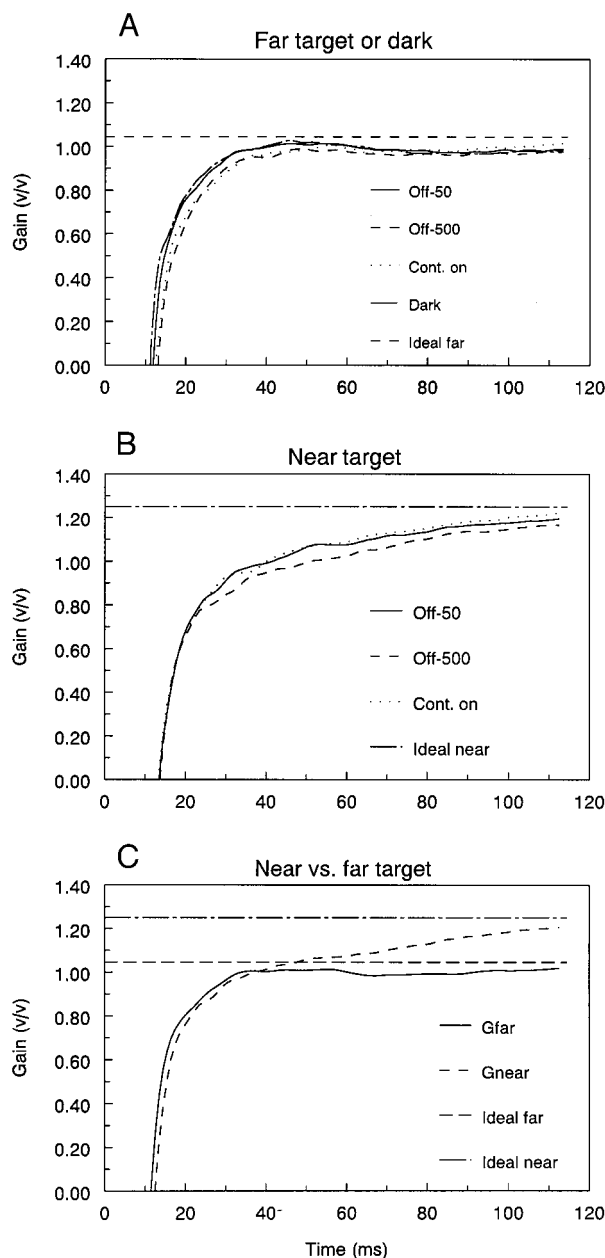 A
Far target or dark
1.40
1.20
1.00
0.80
0.60
0.40
0.20
0.00
Gain (v/v)
Off-50
Off-500
Cont. on
Dark
Ideal far
0 20 40 60 80 100 120
B
Near target
1.40
1.20
1.00
0.80
0.60
0.40
0.20
0.00
Gain (v/v)
Off-50
Off-500
Cont. on
Ideal near
0 20 40 60 80 100 120
C
Near vs. far target
1.40
1.20
1.00
0.80
0.60
0.40
0.20
0.00
Gain (v/v)
Gfar
Gnear
Ideal far
Ideal near
0 20 40 60 80 100 120
Time (ms)